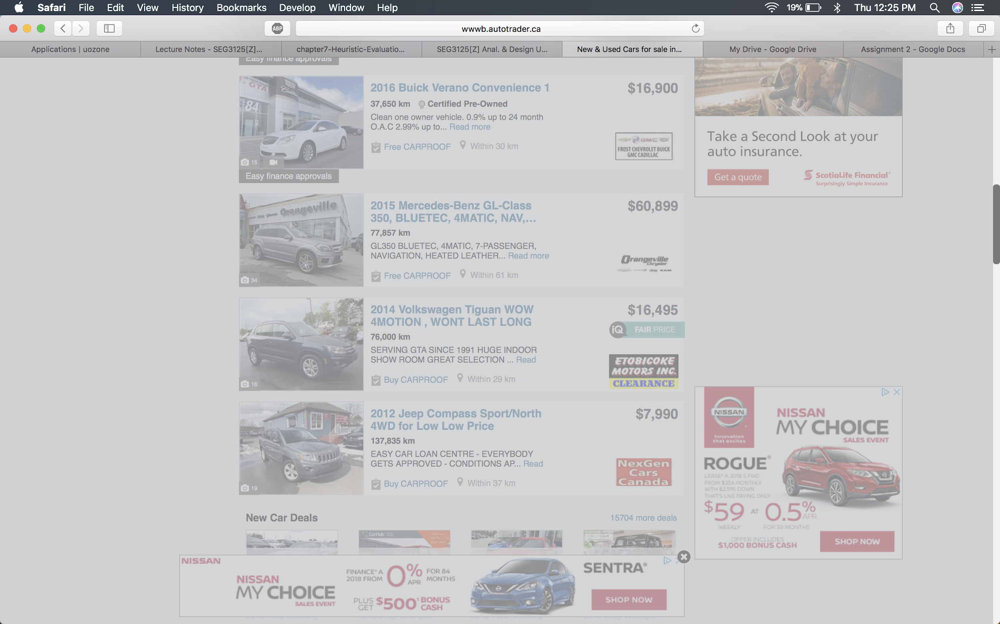 Safari File Edit View History Bookmarks Develop Window Help
19% Thu 12:25 PM
ABP
wwwb.autotrader.ca
Applications | uozone
Lecture Notes - SEG3125[Z]...
chapter7-Heuristic-Evaluatio...
SEG3125[Z] Anal. & Design U...
New & Used Cars for sale in...
My Drive - Google Drive
Assignment 2 - Google Docs
Easy finance approvals
GTA
84
15
Easy finance approvals
2016 Buick Verano Convenience 1
$16,900
37,650 km Certified Pre-Owned
Clean one owner vehicle. 0.9% up to 24 month
O.A.C 2.99% up to... Read more
Free CARPROOF Within 30 km
GMC
FROST CHEVROLET BUICK
GMC CADILLAC
Orangeville
34
2015 Mercedes-Benz GL-Class
350, BLUETEC, 4MATIC, NAV,...
$60,899
77,857 km
GL350 BLUETEC, 4MATIC, 7-PASSENGER,
NAVIGATION, HEATED LEATHER... Read more
Free CARPROOF Within 61 km
Orangeville
Chrysler
Jeep RAM
16
2014 Volkswagen Tiguan WOW
4MOTION , WONT LAST LONG
$16,495
iQ FAIR PRICE
76,000 km
SERVING GTA SINCE 1991 HUGE INDOOR
SHOW ROOM GREAT SELECTION ... Read
Buy CARPROOF Within 29 km
ETOBICOKE
MOTORS INC.
CLEARANCE
19
2012 Jeep Compass Sport/North
4WD for Low Low Price
$7,990
137,835 km
EASY CAR LOAN CENTRE - EVERYBODY
GETS APPROVED - CONDITIONS AP... Read
Buy CARPROOF Within 37 km
NexGen
Cars
Canada
New Car Deals
15704 more deals
CarHub
Find your
perfect car
your way
Take a Second Look at your
auto insurance.
Get a quote
ScotiaLife Financial
Surprisingly Simple Insurance
NISSAN
Innovation
that excites
NISSAN
MY CHOICE
SALES EVENT
ROGUE®
LEASE* A 2018 S FWD
FROM $256 MONTHLY
WITH $2,395 DOWN
THAT'S LIKE PAYING ONLY
$59 AT 0.5% APR
WEEKLY FOR 39 MONTHS
OFFER INCLUDES
$1,000 BONUS CASH
SHOP NOW
NISSAN
NISSAN
MY CHOICE
SALES EVENT
FINANCE* A
2018 FROM
0% APR
FOR 84
MONTHS
PLUS
GET
$500¹ BONUS
CASH
SENTRA®
SHOP NOW